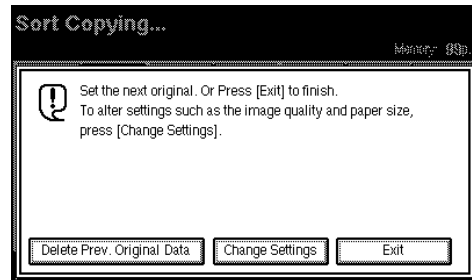 Sort Copying...
Memory: 99p.
Set the next original. Or Press [Exit] to finish.
To alter settings such as the image quality and paper size,
press [Change Settings].
Delete Prev. Original Data
Change Settings
Exit